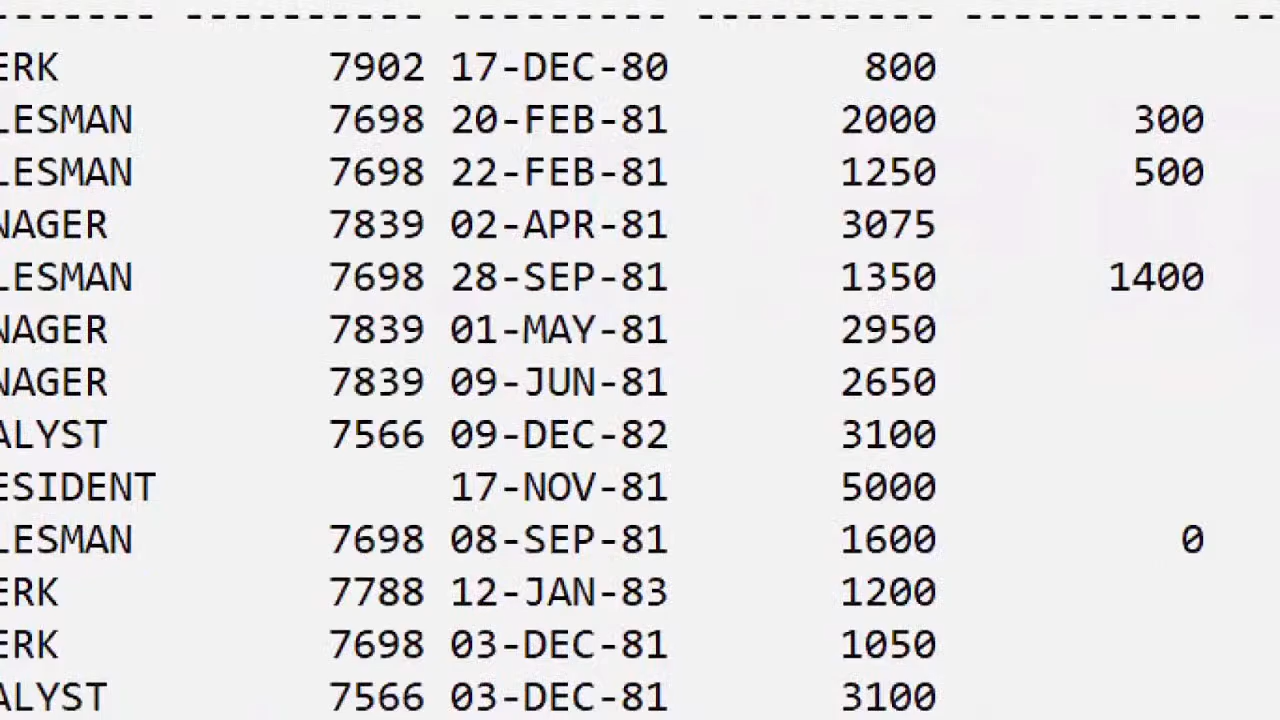 ------- ---------- --------- ---------- ---------- --
ERK 7902 17-DEC-80 800
LESMAN 7698 20-FEB-81 2000 300
LESMAN 7698 22-FEB-81 1250 500
NAGER 7839 02-APR-81 3075
LESMAN 7698 28-SEP-81 1350 1400
NAGER 7839 01-MAY-81 2950
NAGER 7839 09-JUN-81 2650
ALYST 7566 09-DEC-82 3100
ESIDENT 17-NOV-81 5000
LESMAN 7698 08-SEP-81 1600 0
ERK 7788 12-JAN-83 1200
ERK 7698 03-DEC-81 1050
ALYST 7566 03-DEC-81 3100